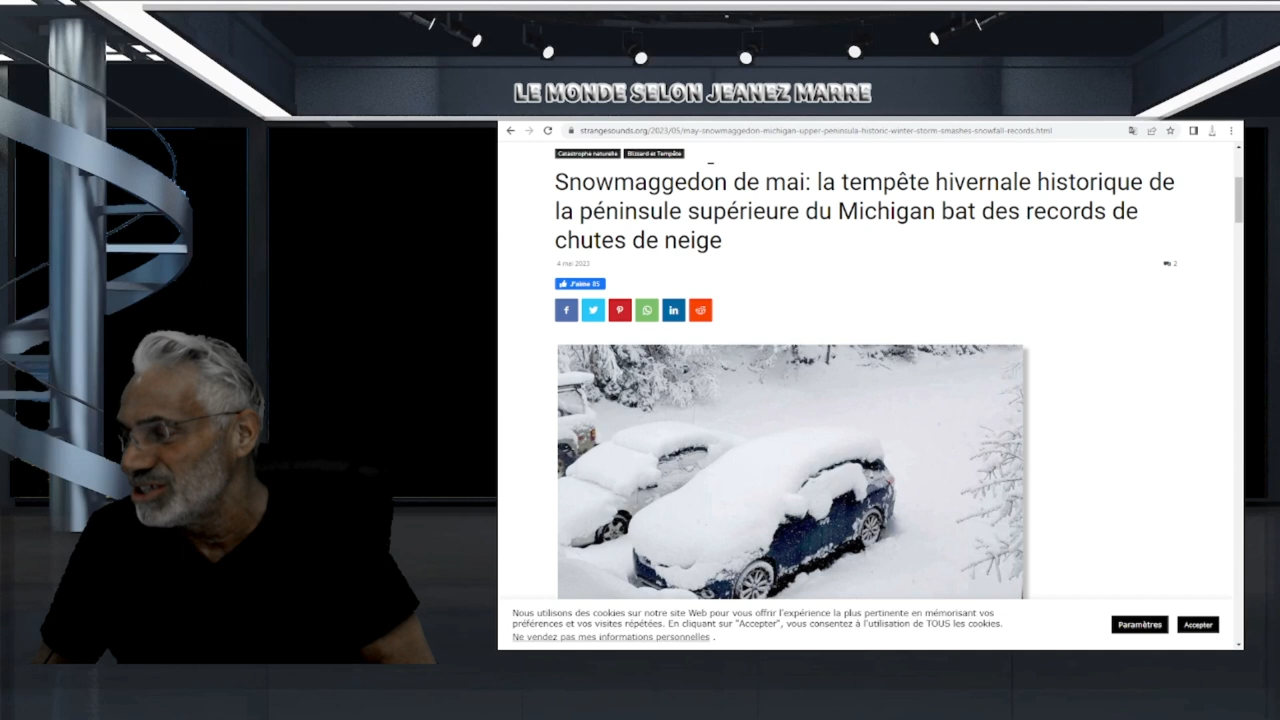 LE MONDE SELON JEANEZ MARRE
strangesounds.org/2023/05/may-snowmaggedon-michigan-upper-peninsula-historic-winter-storm-smashes-snowfall-records.html
Catastrophe naturelle Blizzard et Tempête
Snowmaggedon de mai: la tempête hivernale historique de
la péninsule supérieure du Michigan bat des records de
chutes de neige
4 mai 2023 2
J'aime 85
Nous utilisons des cookies sur notre site Web pour vous offrir l'expérience la plus pertinente en mémorisant vos
préférences et vos visites répétées. En cliquant sur "Accepter", vous consentez à l'utilisation de TOUS les cookies.
Ne vendez pas mes informations personnelles .
Paramètres Accepter